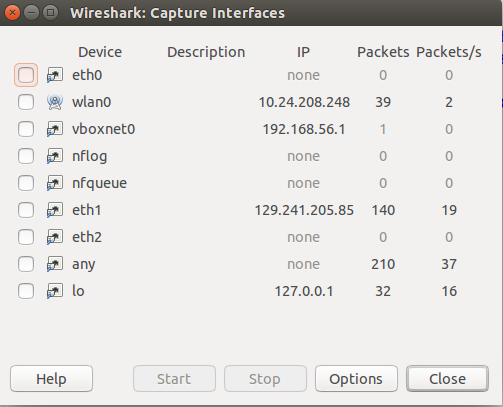 Wireshark: Capture Interfaces
Device Description IP Packets Packets/s
eth0 none 0 0
wlan0 10.24.208.248 39 2
vboxnet0 192.168.56.1 1 0
nflog none 0 0
nfqueue none 0 0
eth1 129.241.205.85 140 19
eth2 none 0 0
any none 210 37
lo 127.0.0.1 32 16
Help Start Stop Options Close